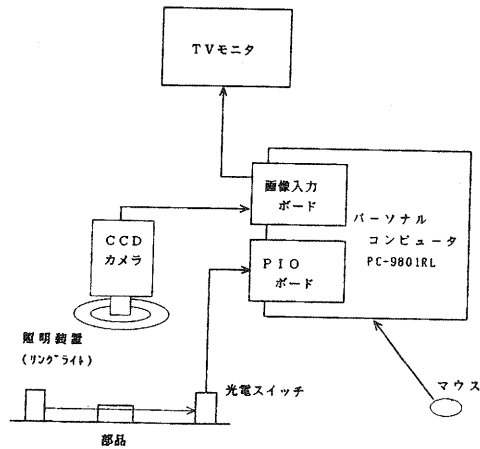 TVモニタ
画像入力
ボード
パーソナル
コンピュータ
PC-9801RL
CCD
カメラ
PIO
ボード
照明装置
(リングライト)
光電スイッチ
マウス
部品